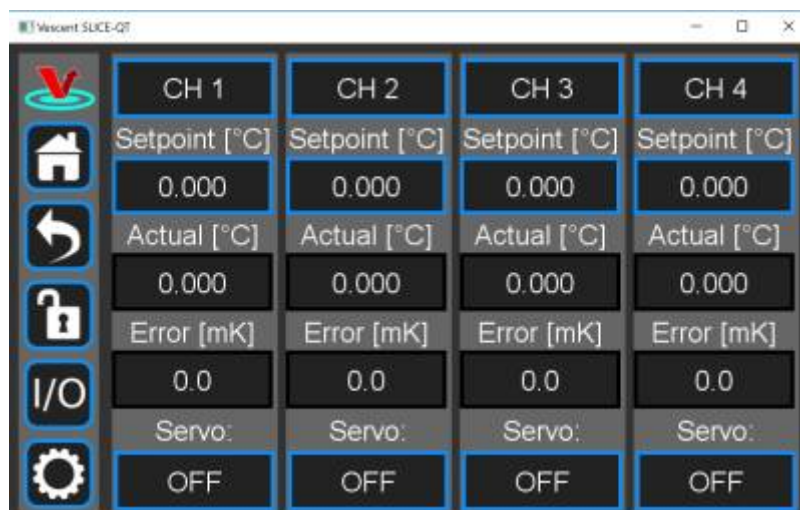 Vescent SLICE-QT
CH 1 CH 2 CH 3 CH 4
Setpoint [°C] Setpoint [°C] Setpoint [°C] Setpoint [°C]
0.000 0.000 0.000 0.000
Actual [°C] Actual [°C] Actual [°C] Actual [°C]
0.000 0.000 0.000 0.000
Error [mK] Error [mK] Error [mK] Error [mK]
I/O 0.0 0.0 0.0 0.0
Servo: Servo: Servo: Servo:
OFF OFF OFF OFF